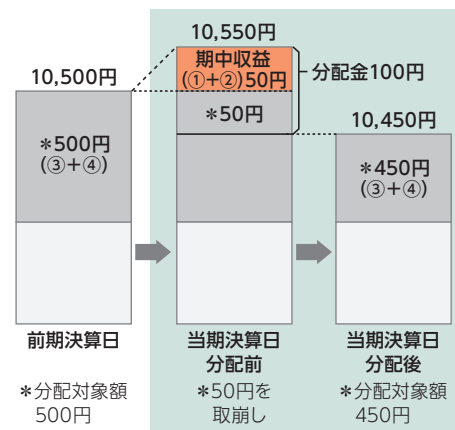 10,500円
*500円
(③+④)
前期決算日
*分配対象額
500円
10,550円
期中収益
(①+②)50円
*50円
分配金100円
当期決算日
分配前
*50円を
取崩し
10,450円
*450円
(③+④)
当期決算日
分配後
*分配対象額
450円